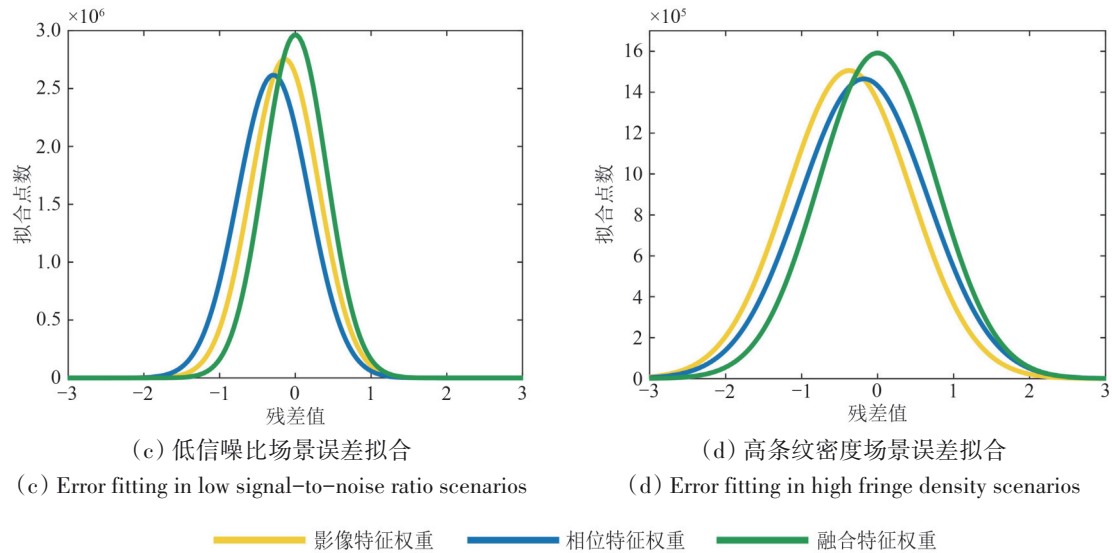 ×10⁶
3.0
2.5
2.0
1.5
1.0
0.5
0
−3 −2 −1 0 1 2 3
拟合点数
残差值
(c) 低信噪比场景误差拟合
(c) Error fitting in low signal−to−noise ratio scenarios
×10⁵
16
14
12
10
8
6
4
2
0
−3 −2 −1 0 1 2 3
拟合点数
残差值
(d) 高条纹密度场景误差拟合
(d) Error fitting in high fringe density scenarios
影像特征权重 相位特征权重 融合特征权重